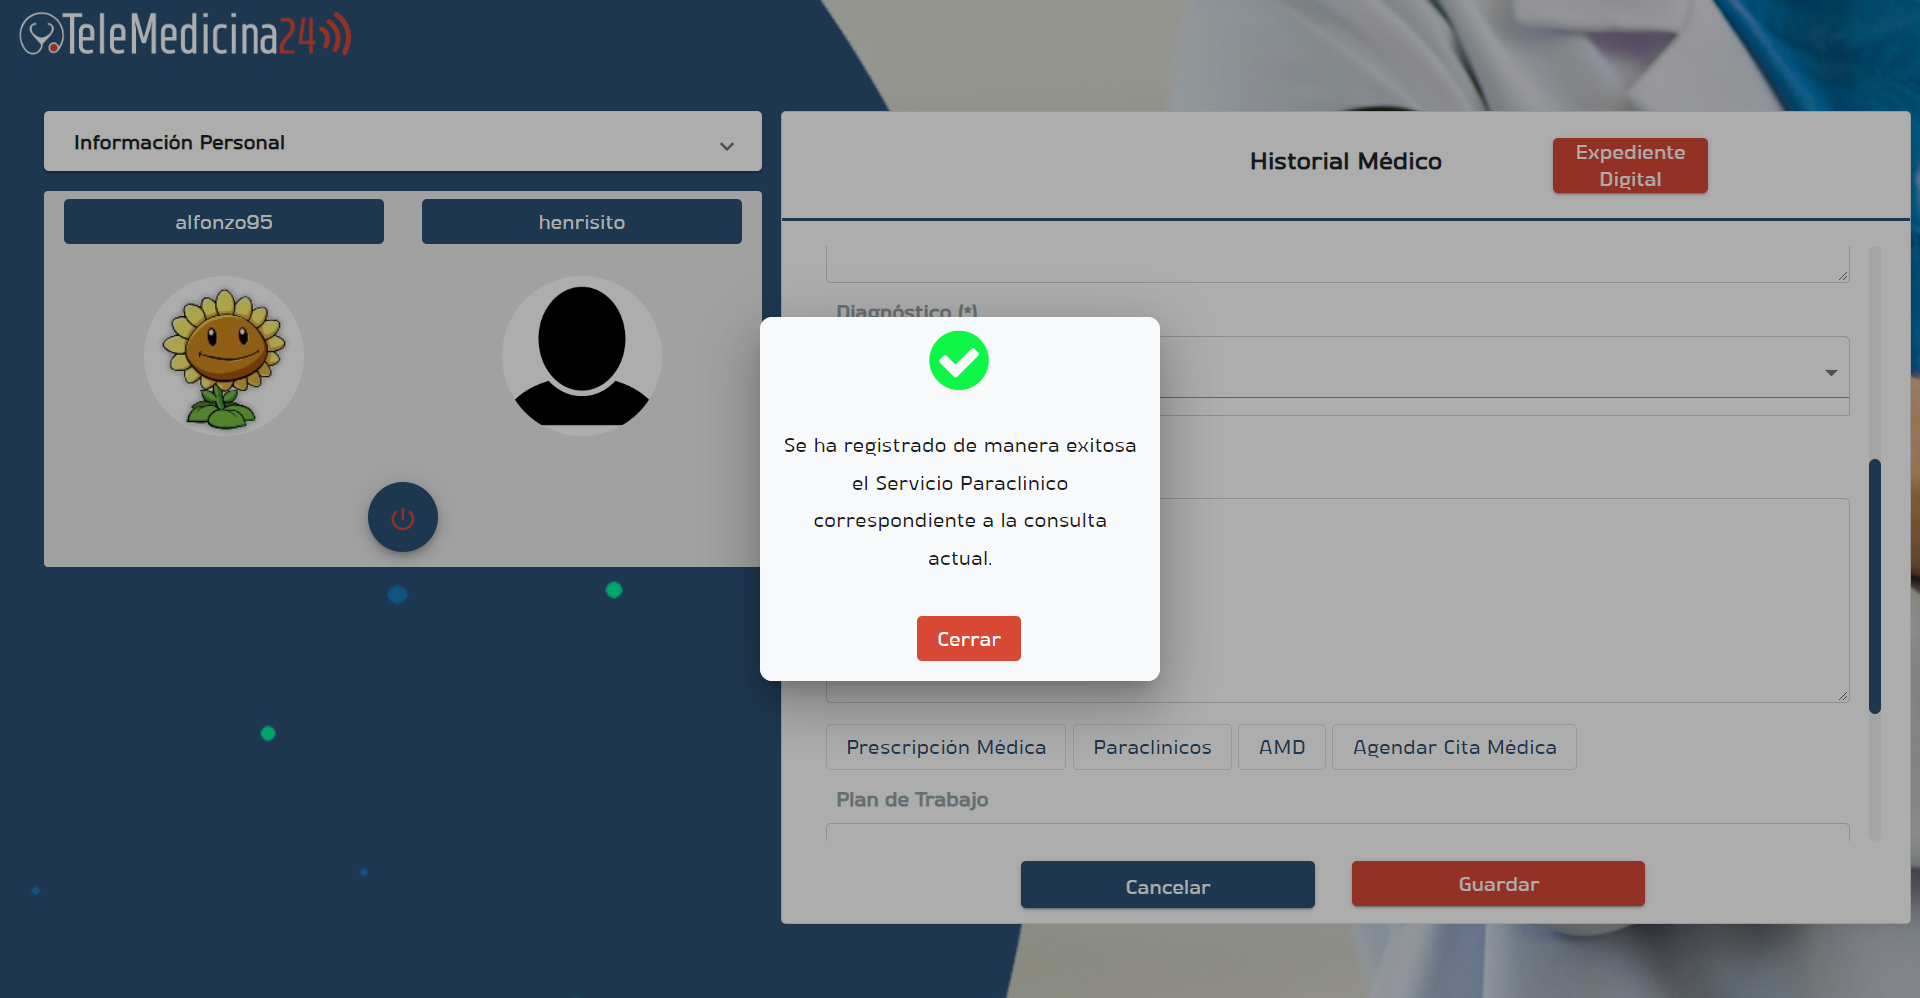 TeleMedicina24
Información Personal
alfonzo95
henrisito
Historial Médico
Expediente
Digital
Diagnóstico (*)
Se ha registrado de manera exitosa
el Servicio Paraclinico
correspondiente a la consulta
actual.
Cerrar
Prescripción Médica
Paraclinicos
AMD
Agendar Cita Médica
Plan de Trabajo
Cancelar
Guardar